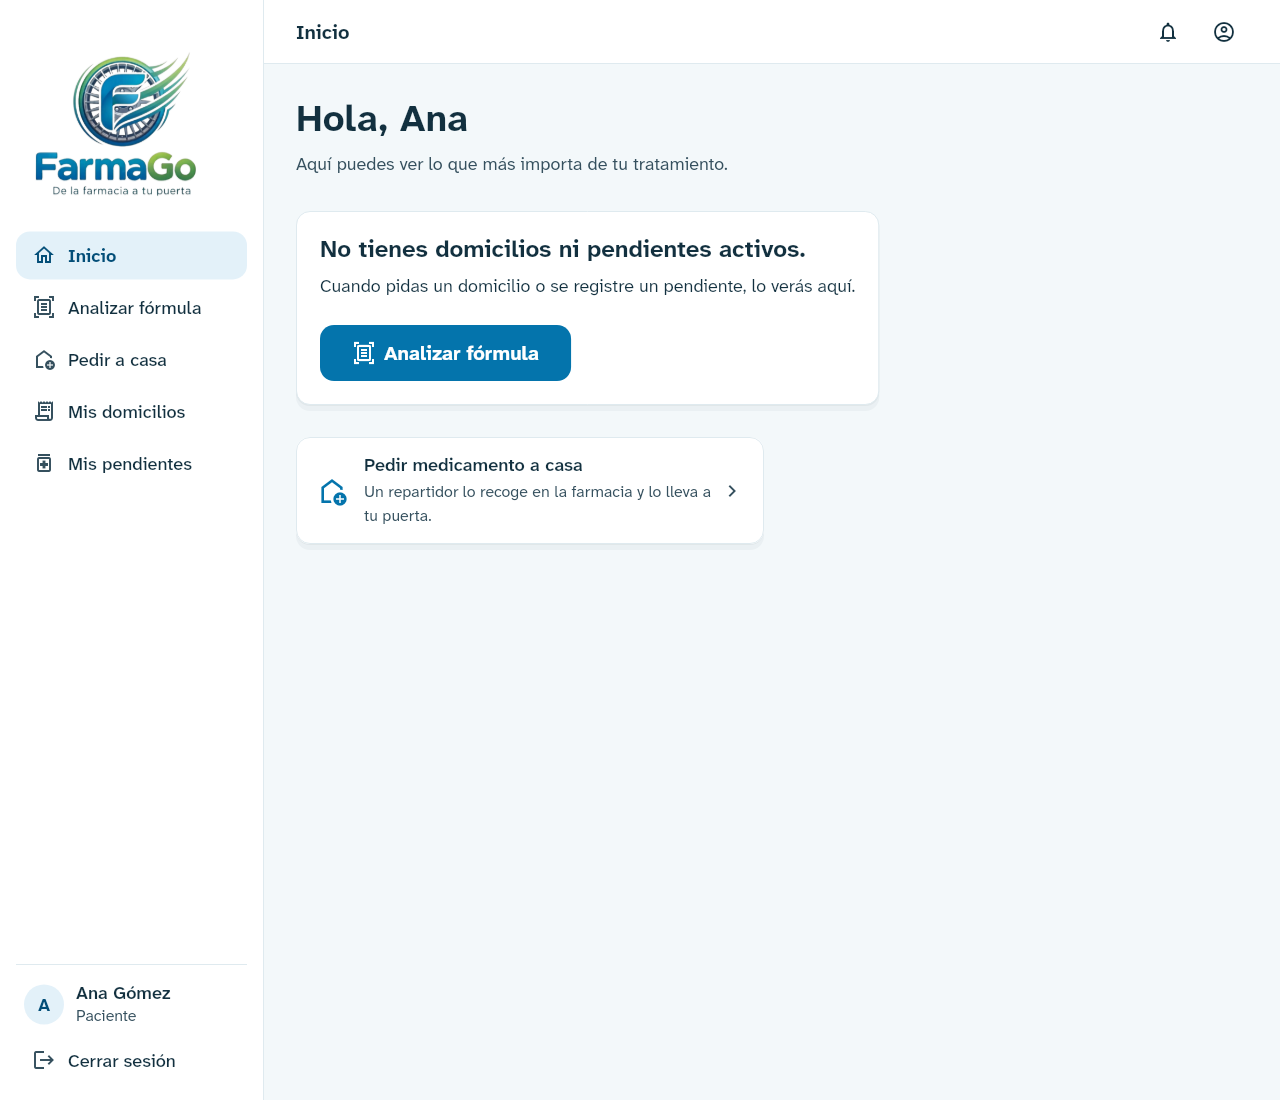 FarmaGo
De la farmacia a tu puerta
Inicio
Analizar fórmula
Pedir a casa
Mis domicilios
Mis pendientes
A
Ana Gómez
Paciente
Cerrar sesión
Inicio
Hola, Ana
Aquí puedes ver lo que más importa de tu tratamiento.
No tienes domicilios ni pendientes activos.
Cuando pidas un domicilio o se registre un pendiente, lo verás aquí.
Analizar fórmula
Pedir medicamento a casa
Un repartidor lo recoge en la farmacia y lo lleva a
tu puerta.